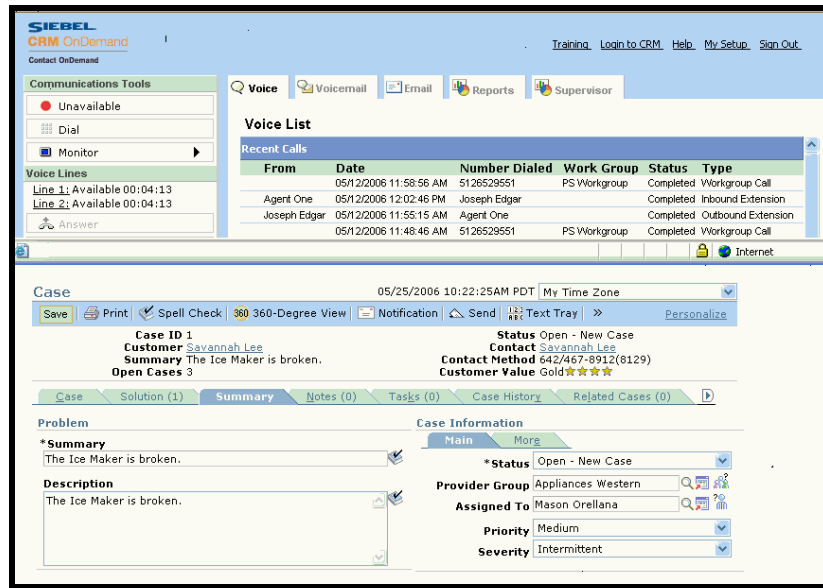 SIEBEL
CRM OnDemand
Contact OnDemand
Training Login to CRM Help My Setup Sign Out
Communications Tools
Unavailable
Dial
Monitor
Voice Lines
Line 1: Available 00:04:13
Line 2: Available 00:04:13
Answer
Voice Voicemail Email Reports Supervisor
Voice List
Recent Calls
From Date Number Dialed Work Group Status Type
05/12/2006 11:58:56 AM 5126529551 PS Workgroup Completed Workgroup Call
Agent One 05/12/2006 12:02:46 PM Joseph Edgar Completed Inbound Extension
Joseph Edgar 05/12/2006 11:55:15 AM Agent One Completed Outbound Extension
05/12/2006 11:48:46 AM 5126529551 PS Workgroup Completed Workgroup Call
Internet
Case 05/25/2006 10:22:25AM PDT My Time Zone
Save Print Spell Check 360 360-Degree View Notification Send Text Tray » Personalize
Case ID 1 Status Open - New Case
Customer Savannah Lee Contact Savannah Lee
Summary The Ice Maker is broken. Contact Method 642/467-8912(8129)
Open Cases 3 Customer Value Gold
Case Solution (1) Summary Notes (0) Tasks (0) Case History Related Cases (0)
Problem
*Summary
The Ice Maker is broken.
Description
The Ice Maker is broken.
Case Information
Main More
*Status Open - New Case
Provider Group Appliances Western
Assigned To Mason Orellana
Priority Medium
Severity Intermittent